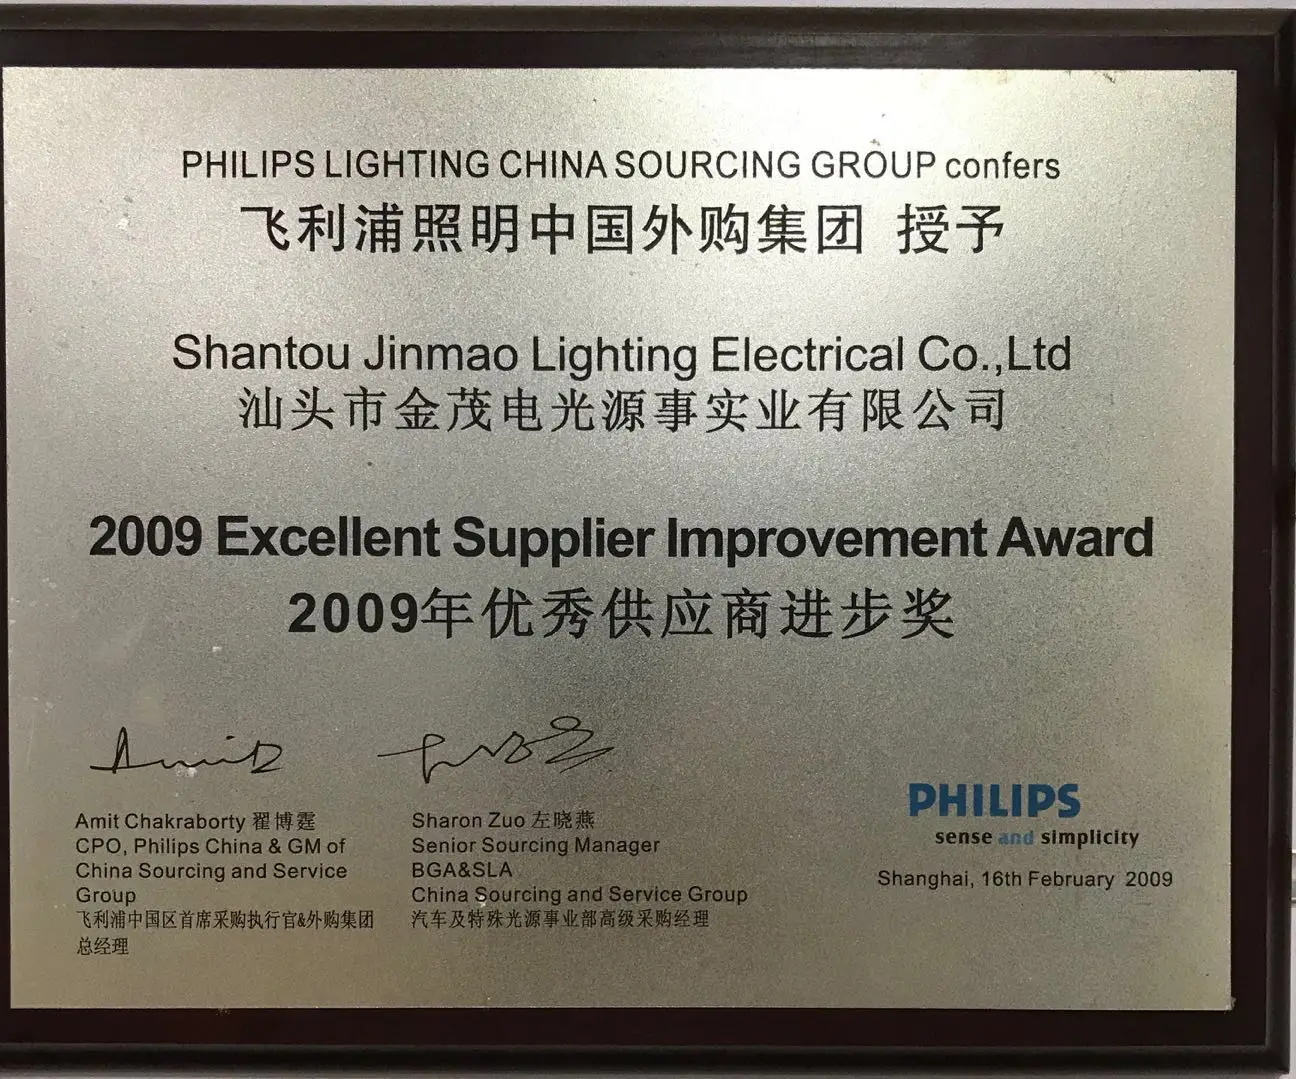 PHILIPS LIGHTING CHINA SOURCING GROUP confers
飞利浦照明中国外购集团 授予
Shantou Jinmao Lighting Electrical Co.,Ltd
汕头市金茂电光源事实业有限公司
2009 Excellent Supplier Improvement Award
2009年优秀供应商进步奖
Amit
Amit Chakraborty 翟博霆
CPO, Philips China & GM of
China Sourcing and Service
Group
飞利浦中国区首席采购执行官&外购集团
总经理
Sharon Zuo 左晓燕
Senior Sourcing Manager
BGA&SLA
China Sourcing and Service Group
汽车及特殊光源事业部高级采购经理
PHILIPS
sense and simplicity
Shanghai, 16th February 2009